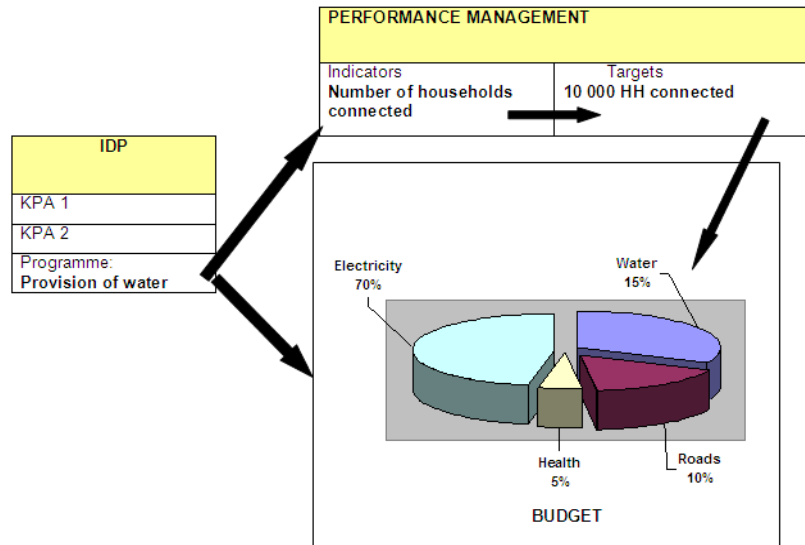 PERFORMANCE MANAGEMENT
Indicators
Number of households
connected
Targets
10 000 HH connected
IDP
KPA 1
KPA 2
Programme:
Provision of water
Electricity
70%
Water
15%
Health
5%
Roads
10%
BUDGET